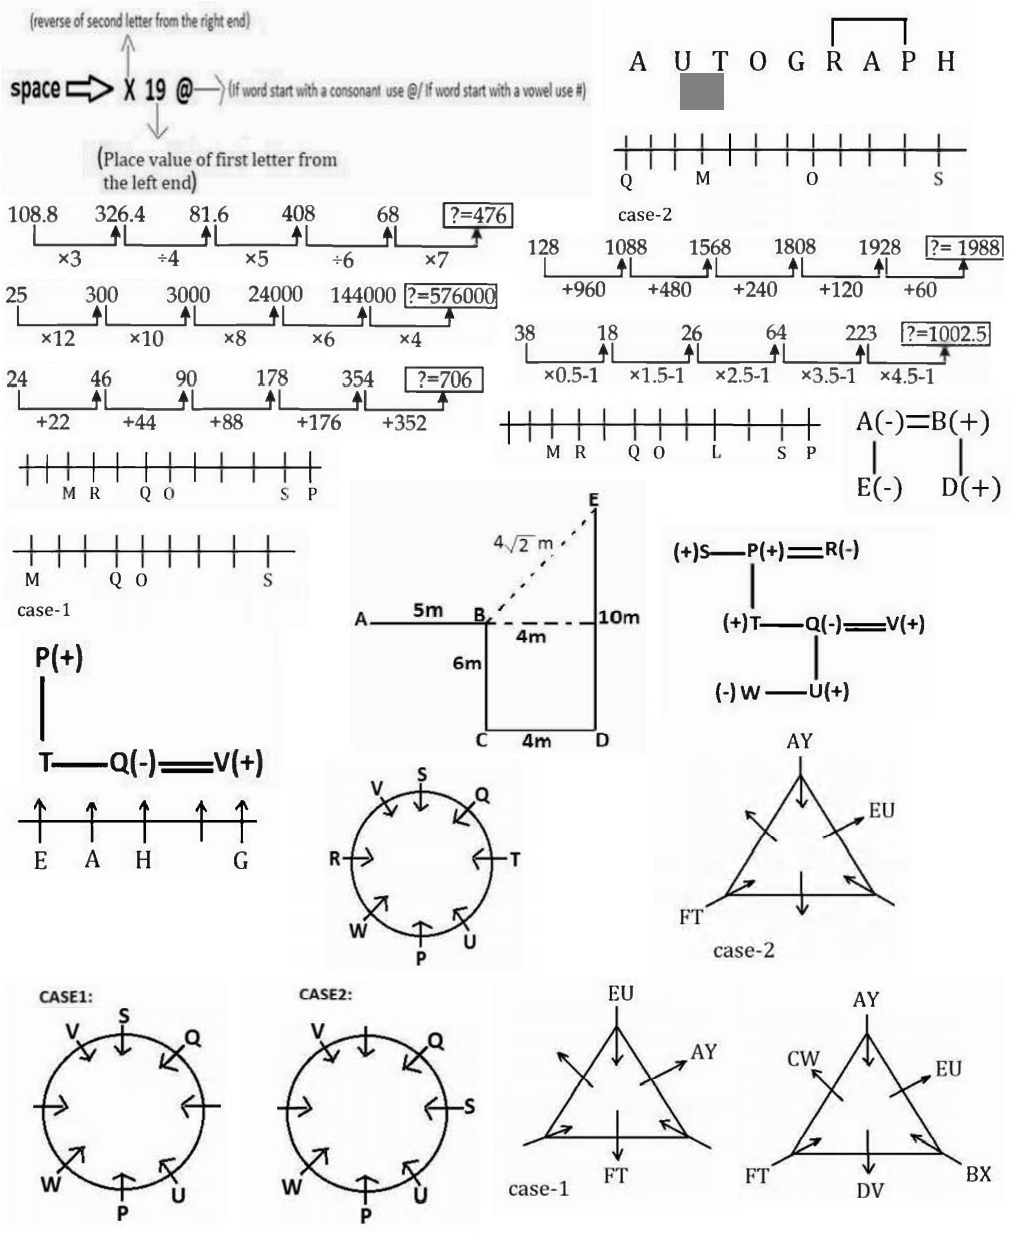 (reverse of second letter from the right end)
space X 19 @ (If word start with a consonant use @/ If word start with a vowel use #)
(Place value of first letter from
the left end)
A U T O G R A P H
Q M O S
case-2
108.8 326.4 81.6 408 68 ?=476
×3 ÷4 ×5 ÷6 ×7
128 1088 1568 1808 1928 ?= 1988
+960 +480 +240 +120 +60
25 300 3000 24000 144000 ?=576000
×12 ×10 ×8 ×6 ×4
38 18 26 64 223 ?=1002.5
×0.5-1 ×1.5-1 ×2.5-1 ×3.5-1 ×4.5-1
24 46 90 178 354 ?=706
+22 +44 +88 +176 +352
M R Q O L S P
A(-)=B(+)
E(-) D(+)
M R Q O S P
M Q O S
case-1
E
4√2 m
A 5m B 4m 10m
6m
C 4m D
(+)S P(+) R(-)
(+)T Q(-) V(+)
(-) W U(+)
P(+)
T Q(-) V(+)
E A H G
V S Q
R T
W P U
AY
EU
FT
case-2
CASE1:
V S Q
W P U
CASE2:
V Q
S
W P U
EU
AY
FT
case-1
AY
CW EU
FT DV BX